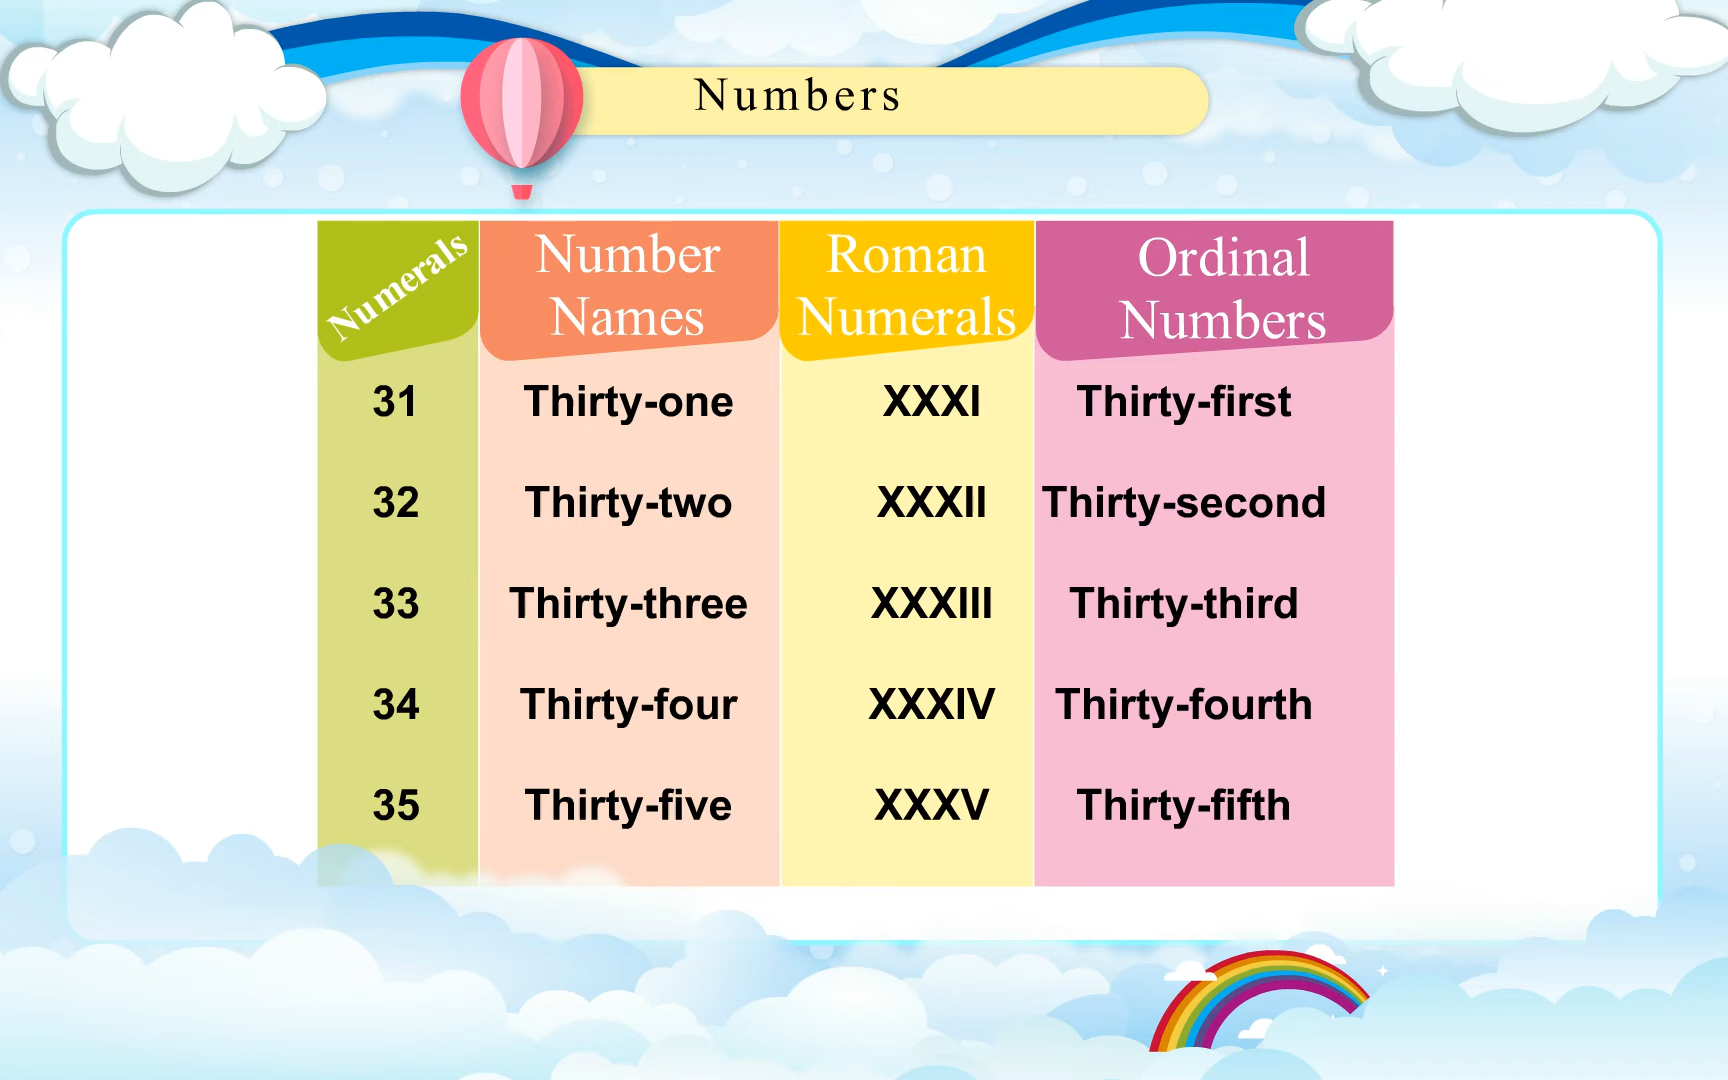 Numbers
Numerals
Number Names
Roman Numerals
Ordinal Numbers
31 Thirty-one XXXI Thirty-first
32 Thirty-two XXXII Thirty-second
33 Thirty-three XXXIII Thirty-third
34 Thirty-four XXXIV Thirty-fourth
35 Thirty-five XXXV Thirty-fifth